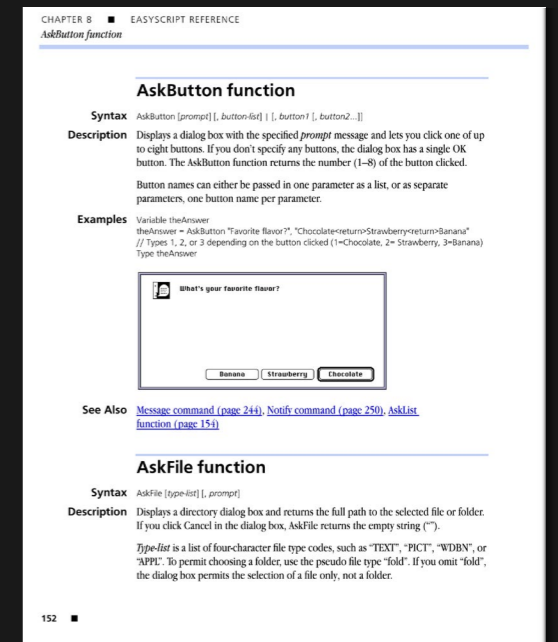 CHAPTER 8 ■ EASYSCRIPT REFERENCE
AskButton function
AskButton function
Syntax AskButton [prompt] [, button-list] | [, button1 [, button2...]]
Description Displays a dialog box with the specified prompt message and lets you click one of up
to eight buttons. If you don't specify any buttons, the dialog box has a single OK
button. The AskButton function returns the number (1–8) of the button clicked.
Button names can either be passed in one parameter as a list, or as separate
parameters, one button name per parameter.
Examples Variable theAnswer
theAnswer = AskButton "Favorite flavor?", "Chocolate<return>Strawberry<return>Banana"
// Types 1, 2, or 3 depending on the button clicked (1=Chocolate, 2= Strawberry, 3=Banana)
Type theAnswer
What's your favorite flavor?
Banana Strawberry Chocolate
See Also Message command (page 244), Notify command (page 250), AskList
function (page 154)
AskFile function
Syntax AskFile [type-list] [, prompt]
Description Displays a directory dialog box and returns the full path to the selected file or folder.
If you click Cancel in the dialog box, AskFile returns the empty string ("").
Type-list is a list of four-character file type codes, such as “TEXT”, “PICT”, “WDBN”, or
“APPL”. To permit choosing a folder, use the pseudo file type “fold”. If you omit “fold”,
the dialog box permits the selection of a file only, not a folder.
152 ■